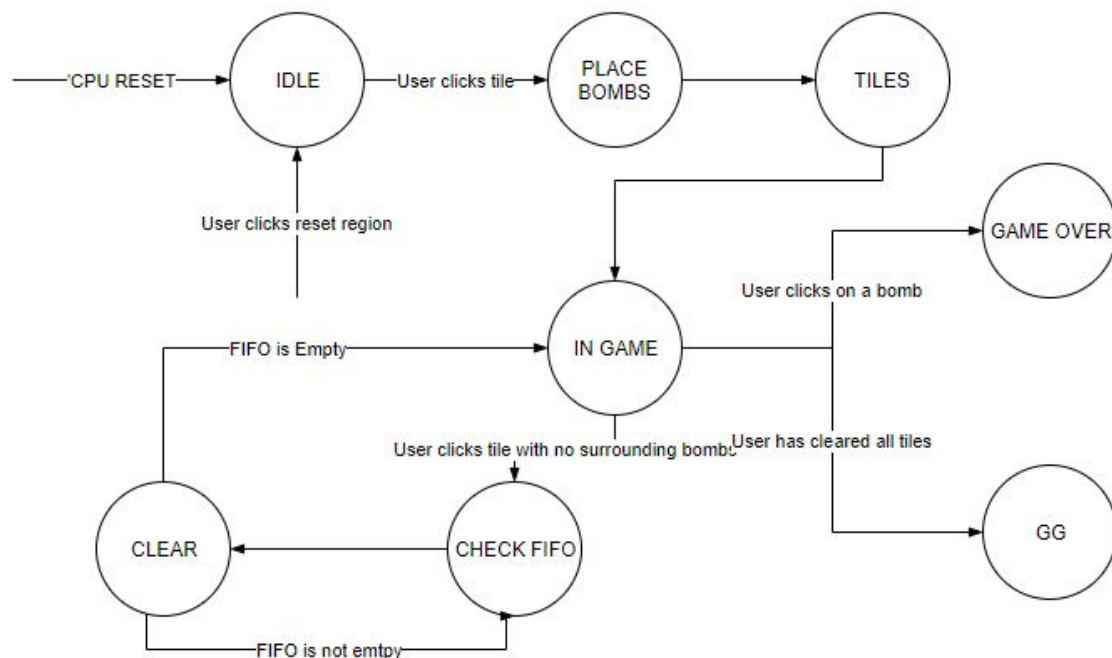 'CPU RESET
IDLE
User clicks tile
PLACE
BOMBS
TILES
User clicks reset region
GAME OVER
User clicks on a bomb
FIFO is Empty
IN GAME
User clicks tile with no surrounding bombs
User has cleared all tiles
CLEAR
CHECK FIFO
GG
FIFO is not emtpy